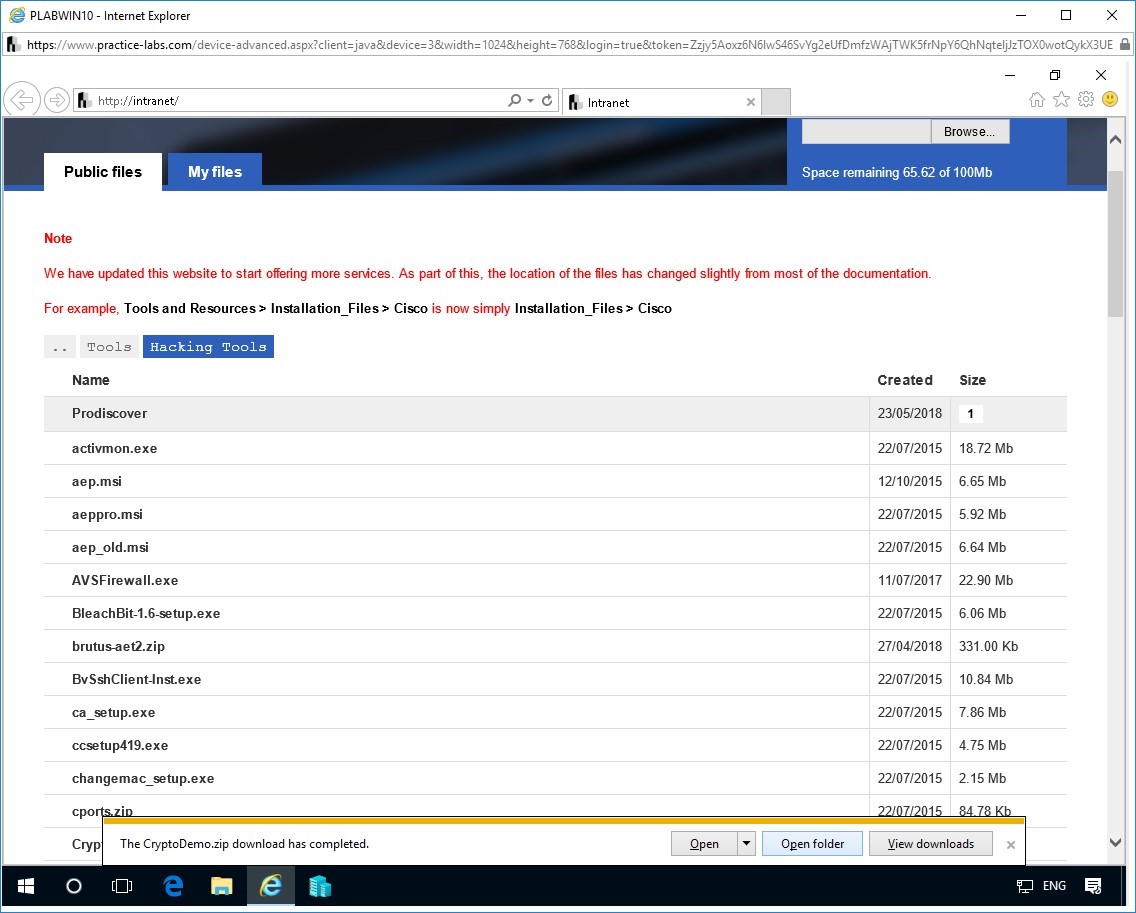 PLABWIN10 - Internet Explorer
https://www.practice-labs.com/device-advanced.aspx?client=java&device=3&width=1024&height=768&login=true&token=
http://intranet/
Intranet
Browse...
Public files
My files
Space remaining 65.62 of 100Mb
Note
We have updated this website to start offering more services. As part of this, the location of the files has changed slightly from most of the documentation.
For example, Tools and Resources > Installation_Files > Cisco is now simply Installation_Files > Cisco
.. Tools Hacking Tools
Name Created Size
Prodiscover 23/05/2018 1
activmon.exe 22/07/2015 18.72 Mb
aep.msi 12/10/2015 6.65 Mb
aeppro.msi 22/07/2015 5.92 Mb
aep_old.msi 22/07/2015 6.64 Mb
AVSFirewall.exe 11/07/2017 22.90 Mb
BleachBit-1.6-setup.exe 22/07/2015 6.06 Mb
brutus-aet2.zip 27/04/2018 331.00 Kb
BvSshClient-Inst.exe 22/07/2015 10.84 Mb
ca_setup.exe 22/07/2015 7.86 Mb
ccsetup419.exe 22/07/2015 4.75 Mb
changemac_setup.exe 22/07/2015 2.15 Mb
cports.zip 22/07/2015 84.78 Kb
Cryp
The CryptoDemo.zip download has completed.
Open
Open folder
View downloads
ENG